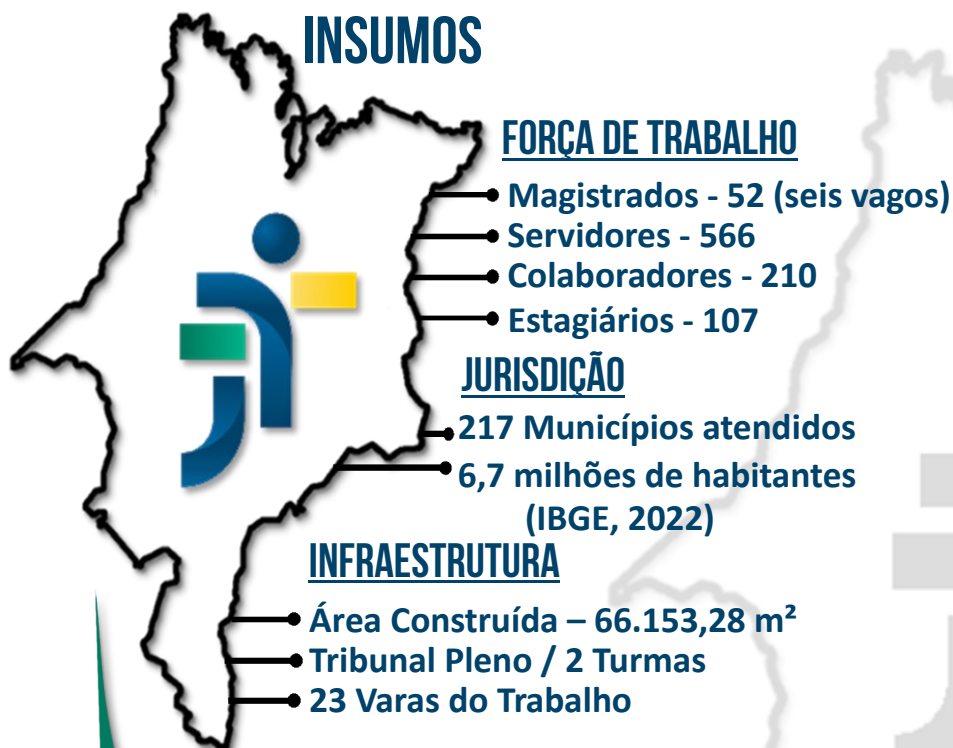 INSUMOS
FORÇA DE TRABALHO
Magistrados - 52 (seis vagos)
Servidores - 566
Colaboradores - 210
Estagiários - 107
JURISDIÇÃO
217 Municípios atendidos
6,7 milhões de habitantes
(IBGE, 2022)
INFRAESTRUTURA
Área Construída – 66.153,28 m²
Tribunal Pleno / 2 Turmas
23 Varas do Trabalho